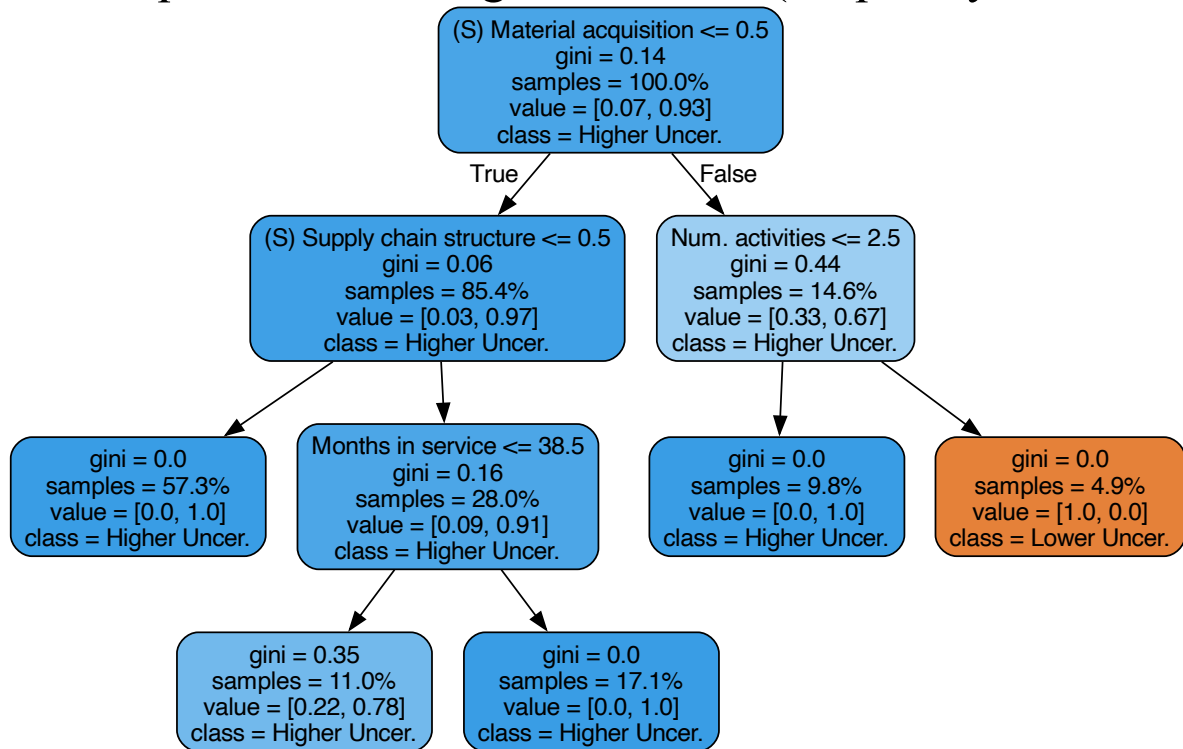 (S) Material acquisition <= 0.5
gini = 0.14
samples = 100.0%
value = [0.07, 0.93]
class = Higher Uncer.
True
False
(S) Supply chain structure <= 0.5
gini = 0.06
samples = 85.4%
value = [0.03, 0.97]
class = Higher Uncer.
Num. activities <= 2.5
gini = 0.44
samples = 14.6%
value = [0.33, 0.67]
class = Higher Uncer.
gini = 0.0
samples = 57.3%
value = [0.0, 1.0]
class = Higher Uncer.
Months in service <= 38.5
gini = 0.16
samples = 28.0%
value = [0.09, 0.91]
class = Higher Uncer.
gini = 0.0
samples = 9.8%
value = [0.0, 1.0]
class = Higher Uncer.
gini = 0.0
samples = 4.9%
value = [1.0, 0.0]
class = Lower Uncer.
gini = 0.35
samples = 11.0%
value = [0.22, 0.78]
class = Higher Uncer.
gini = 0.0
samples = 17.1%
value = [0.0, 1.0]
class = Higher Uncer.